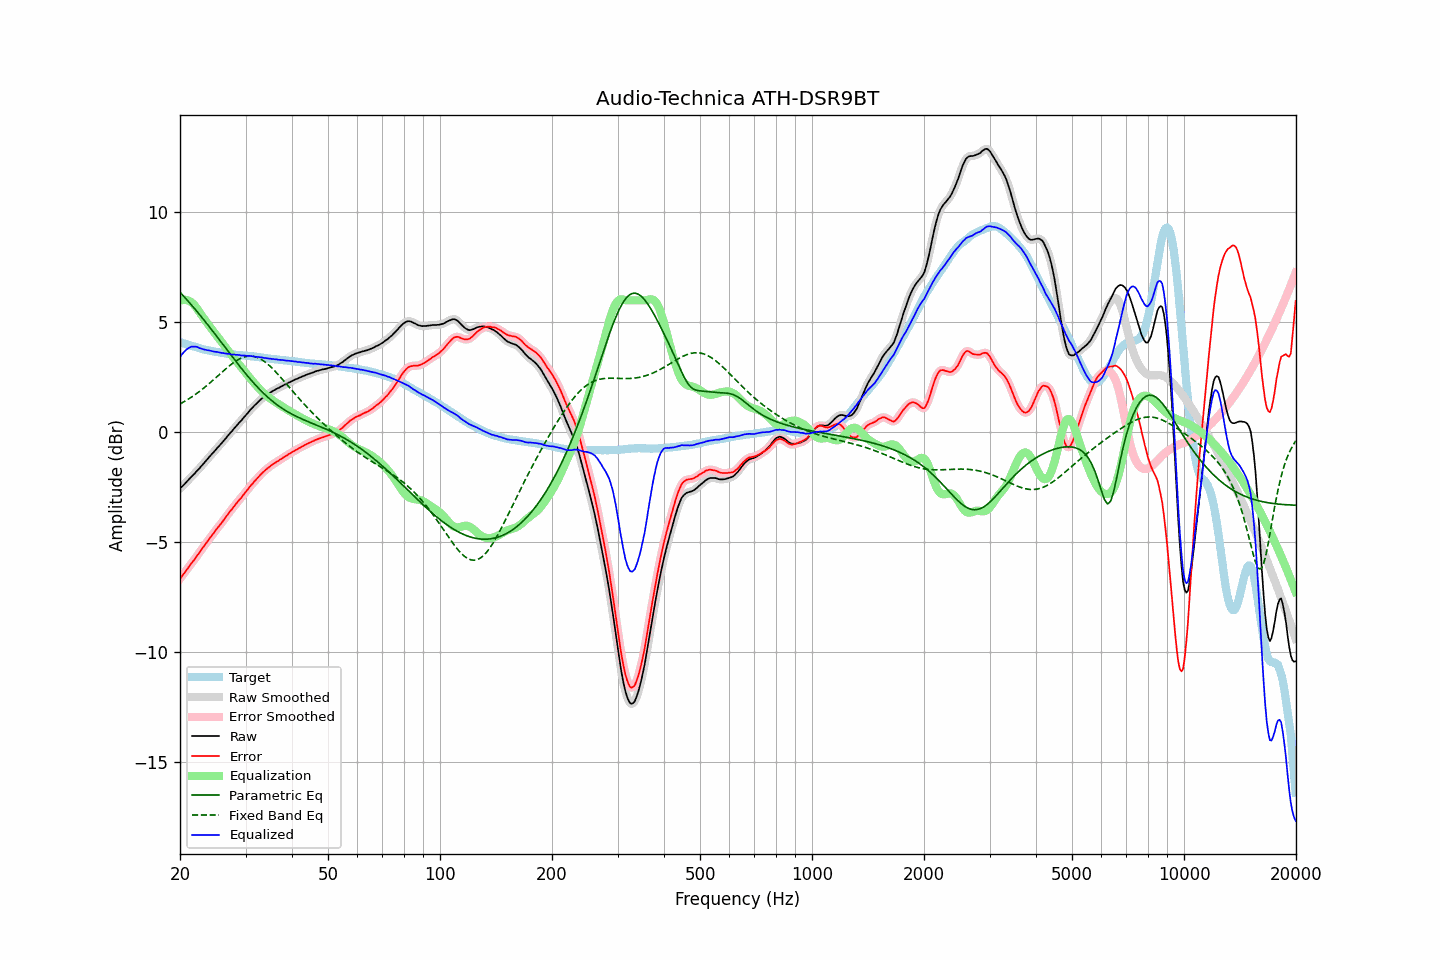 Audio-Technica ATH-DSR9BT
Amplitude (dBr)
10
5
0
−5
−10
−15
Target
Raw Smoothed
Error Smoothed
Raw
Error
Equalization
Parametric Eq
Fixed Band Eq
Equalized
20 50 100 200 500 1000 2000 5000 10000 20000
Frequency (Hz)